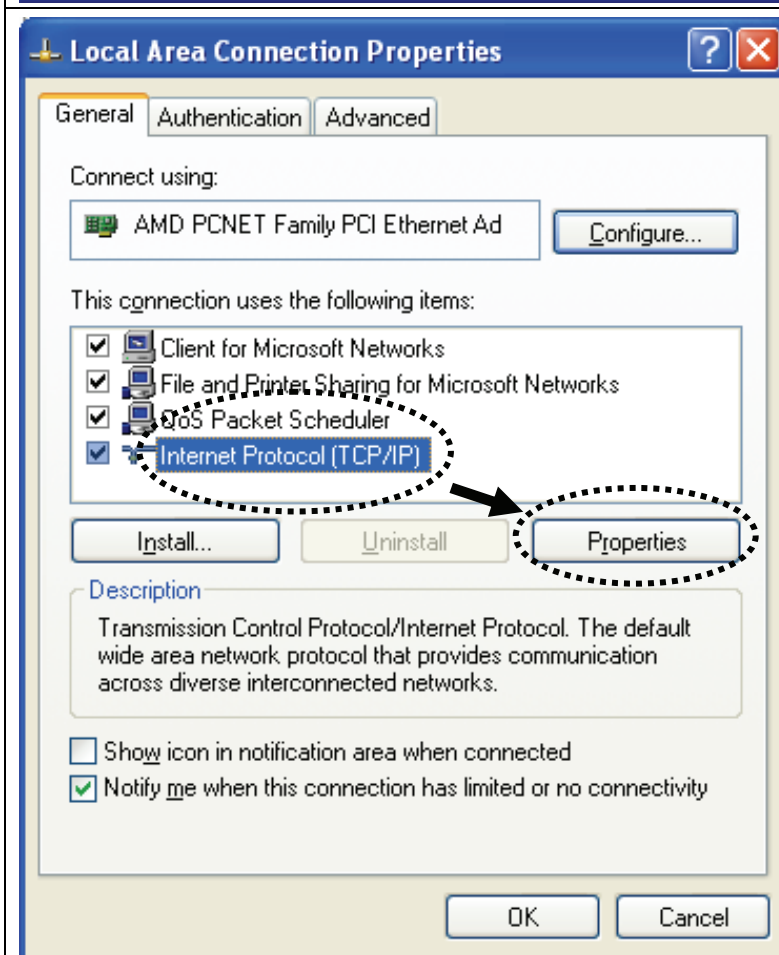 Local Area Connection Properties
General Authentication Advanced
Connect using:
AMD PCNET Family PCI Ethernet Ad
Configure...
This connection uses the following items:
Client for Microsoft Networks
File and Printer Sharing for Microsoft Networks
QoS Packet Scheduler
Internet Protocol (TCP/IP)
Install... Uninstall Properties
Description
Transmission Control Protocol/Internet Protocol. The default
wide area network protocol that provides communication
across diverse interconnected networks.
Show icon in notification area when connected
Notify me when this connection has limited or no connectivity
OK Cancel